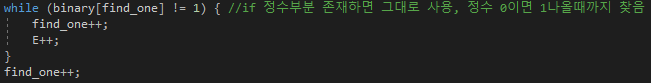 while (binary[find_one] != 1) { //if 정수부분 존재하면 그대로 사용, 정수 0이면 1나올때까지 찾음
find_one++;
E++;
}
find_one++;